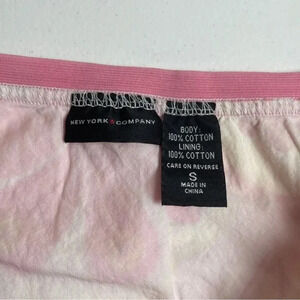 NEW YORK & COMPANY
BODY:
100% COTTON
LINING:
100% COTTON
CARE ON REVERSE
S
MADE IN
CHINA